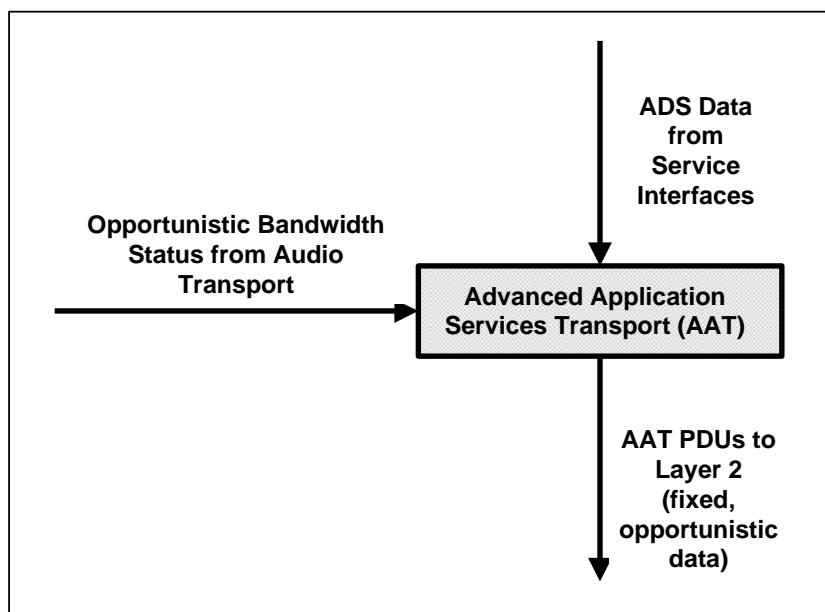 ADS Data
from
Service
Interfaces
Opportunistic Bandwidth
Status from Audio
Transport
Advanced Application
Services Transport (AAT)
AAT PDUs to
Layer 2
(fixed,
opportunistic
data)